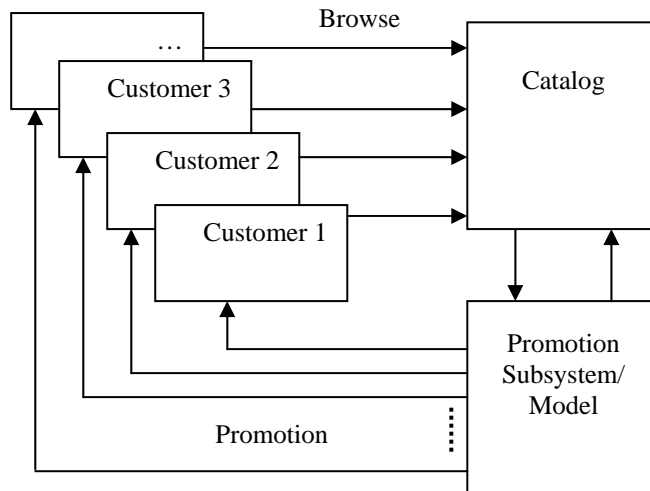 Browse
...
Catalog
Customer 3
Customer 2
Customer 1
Promotion
Subsystem/
Model
Promotion